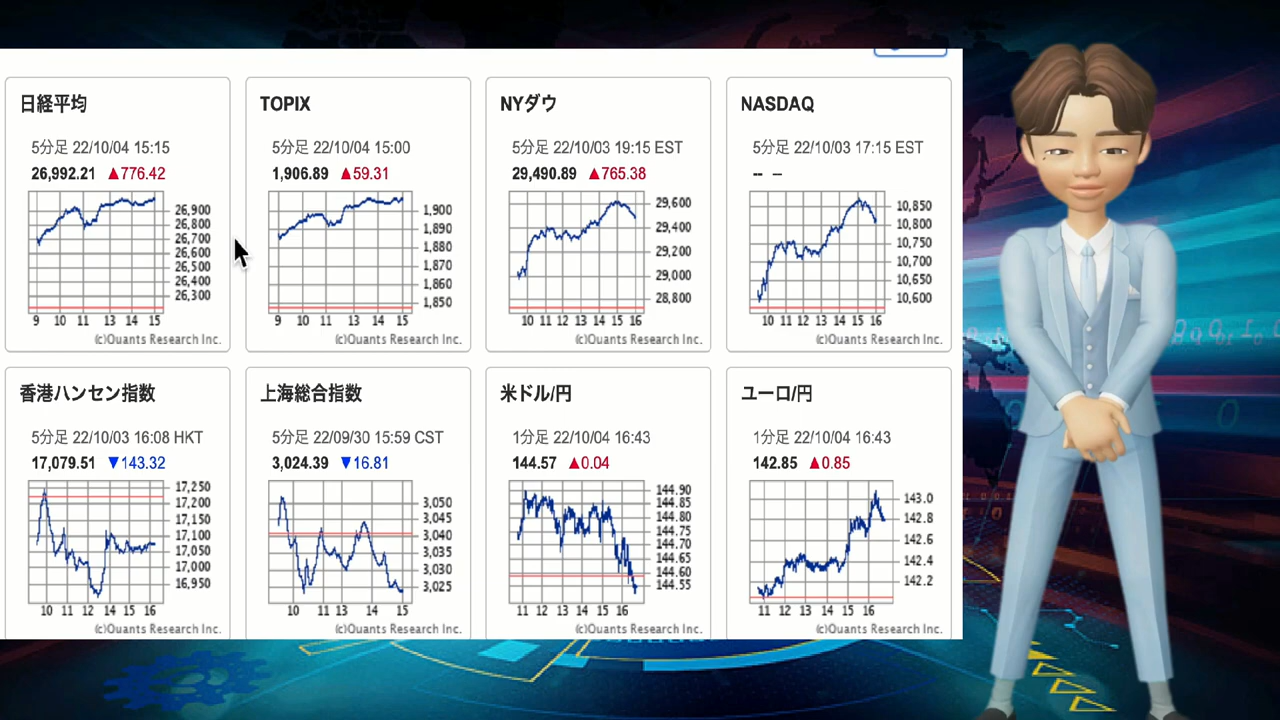 日経平均
5分足 22/10/04 15:15
26,992.21 ▲776.42
26,900
26,800
26,700
26,600
26,500
26,400
26,300
9 10 11 13 14 15
(c)Quants Research Inc.
TOPIX
5分足 22/10/04 15:00
1,906.89 ▲59.31
1,900
1,890
1,880
1,870
1,860
1,850
9 10 11 13 14 15
(c)Quants Research Inc.
NYダウ
5分足 22/10/03 19:15 EST
29,490.89 ▲765.38
29,600
29,400
29,200
29,000
28,800
10 11 12 13 14 15 16
(c)Quants Research Inc.
NASDAQ
5分足 22/10/03 17:15 EST
-- –
10,850
10,800
10,750
10,700
10,650
10,600
10 11 12 13 14 15 16
(c)Quants Research Inc.
香港ハンセン指数
5分足 22/10/03 16:08 HKT
17,079.51 ▼143.32
17,250
17,200
17,150
17,100
17,050
17,000
16,950
10 11 12 13 14 15 16
(c)Quants Research Inc.
上海総合指数
5分足 22/09/30 15:59 CST
3,024.39 ▼16.81
3,050
3,045
3,040
3,035
3,030
3,025
10 11 13 14 15
(c)Quants Research Inc.
米ドル/円
1分足 22/10/04 16:43
144.57 ▲0.04
144.90
144.85
144.80
144.75
144.70
144.65
144.60
144.55
11 12 13 14 15 16
(c)Quants Research Inc.
ユーロ/円
1分足 22/10/04 16:43
142.85 ▲0.85
143.0
142.8
142.6
142.4
142.2
11 12 13 14 15 16
(c)Quants Research Inc.